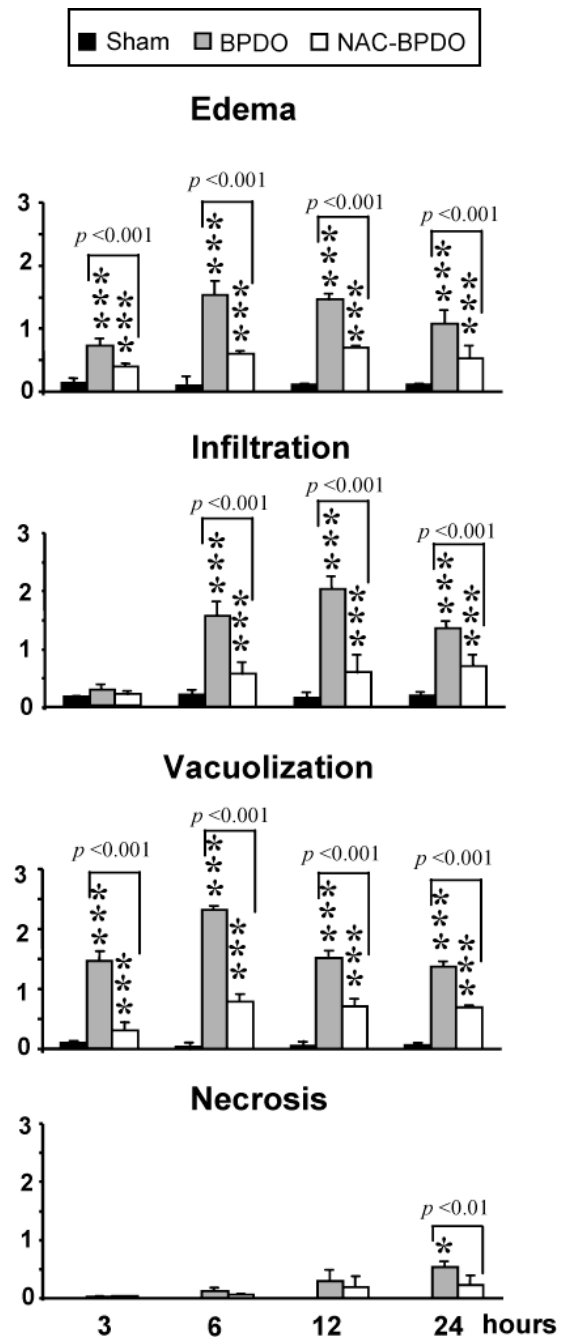 Sham BPDO NAC-BPDO
Edema
p <0.001
p <0.001 p <0.001
p <0.001
3
2
1
0
*** *** *** *** *** *** *** ***
Infiltration
p <0.001
p <0.001
p <0.001
3
2
1
0
*** *** *** *** *** ***
Vacuolization
p <0.001
p <0.001 p <0.001 p <0.001
3
2
1
0
*** *** *** *** *** *** *** ***
Necrosis
3
2
1
0
p <0.01
*
3 6 12 24 hours